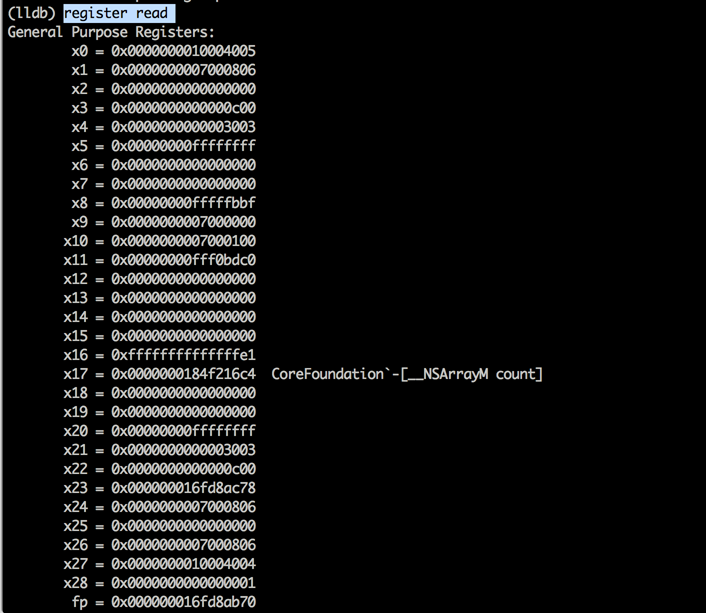 (lldb) register read
General Purpose Registers:
x0 = 0x0000000010004005
x1 = 0x0000000007000806
x2 = 0x0000000000000000
x3 = 0x0000000000000c00
x4 = 0x0000000000003003
x5 = 0x00000000ffffffff
x6 = 0x0000000000000000
x7 = 0x0000000000000000
x8 = 0x00000000fffffbbf
x9 = 0x0000000007000000
x10 = 0x0000000007000100
x11 = 0x00000000fff0bdc0
x12 = 0x0000000000000000
x13 = 0x0000000000000000
x14 = 0x0000000000000000
x15 = 0x0000000000000000
x16 = 0xffffffffffffffe1
x17 = 0x0000000184f216c4  CoreFoundation`-[__NSArrayM count]
x18 = 0x0000000000000000
x19 = 0x0000000000000000
x20 = 0x00000000ffffffff
x21 = 0x0000000000003003
x22 = 0x0000000000000c00
x23 = 0x000000016fd8ac78
x24 = 0x0000000007000806
x25 = 0x0000000000000000
x26 = 0x0000000007000806
x27 = 0x0000000010004004
x28 = 0x0000000000000001
fp = 0x000000016fd8ab70